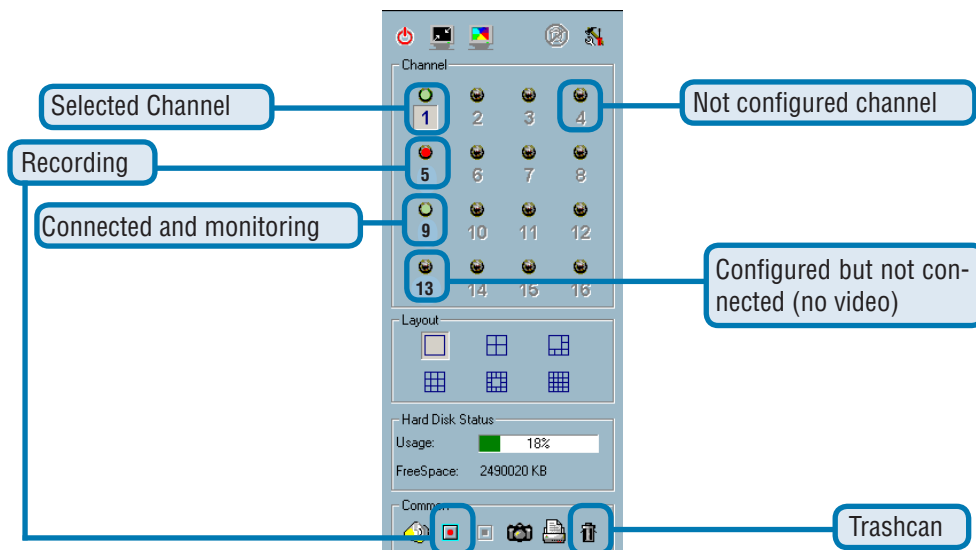 Channel
Selected Channel
1 2 3 4
Not configured channel
Recording
5 6 7 8
Connected and monitoring
9 10 11 12
13 14 15 16
Configured but not con-
nected (no video)
Layout
Hard Disk Status
Usage: 18%
FreeSpace: 2490020 KB
Common
Trashcan